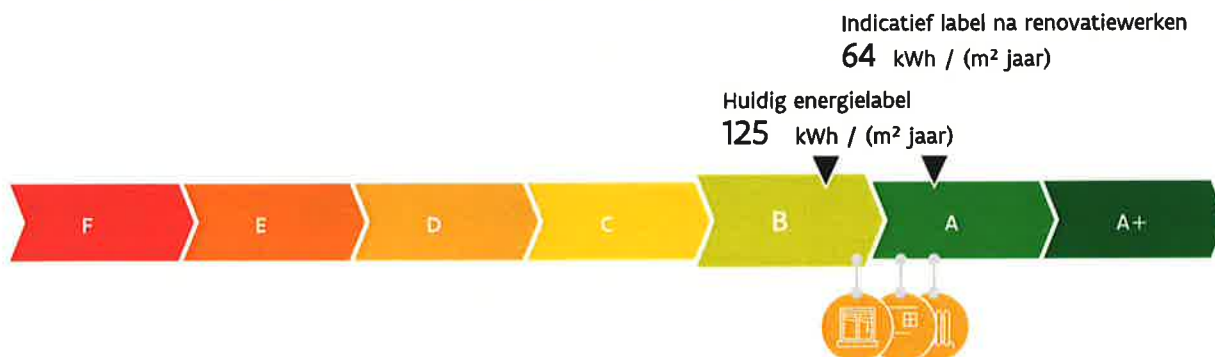 Indicatief label na renovatiewerken
64 kWh / (m² jaar)
Huidig energielabel
125 kWh / (m² jaar)
F E D C B A A+